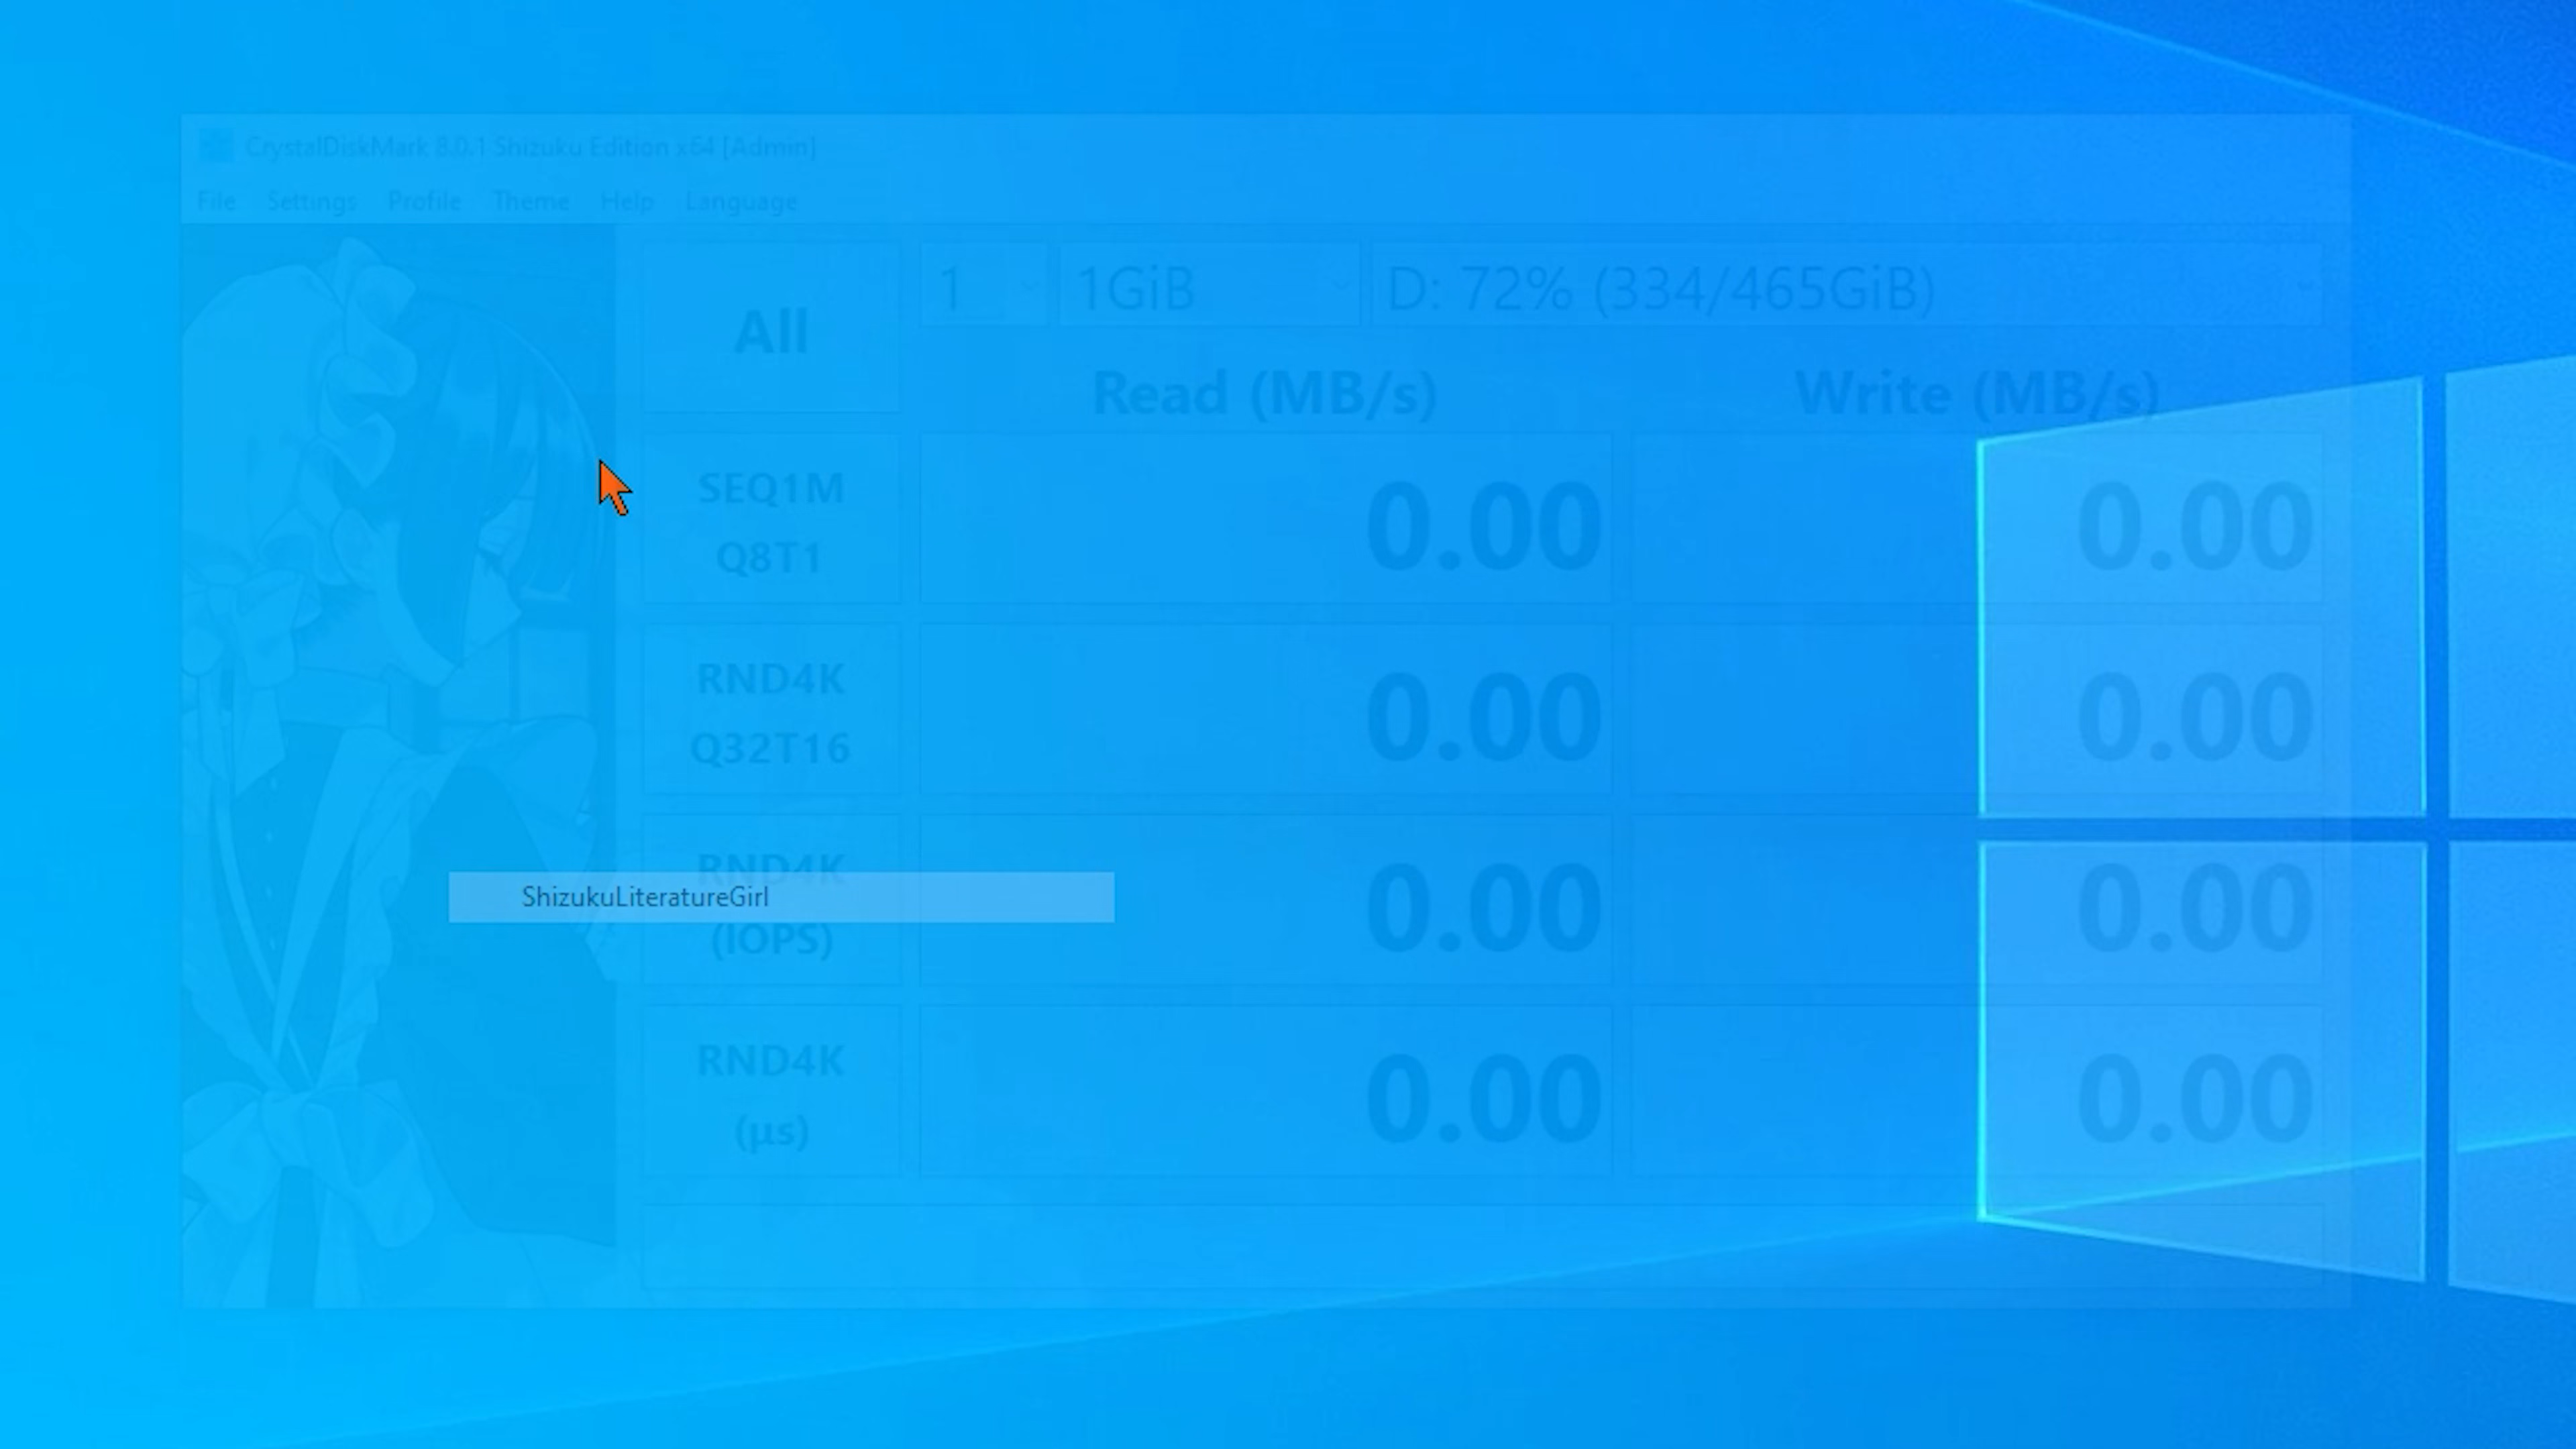 CrystalDiskMark 8.0.1 Shizuku Edition x64 [Admin]
File Settings Profile Theme Help Language
All
1 1GiB D: 72% (334/465GiB)
Read (MB/s) Write (MB/s)
SEQ1M
Q8T1
0.00 0.00
RND4K
Q32T16
0.00 0.00
RND4K
(IOPS)
0.00 0.00
ShizukuLiteratureGirl
RND4K
(µs)
0.00 0.00